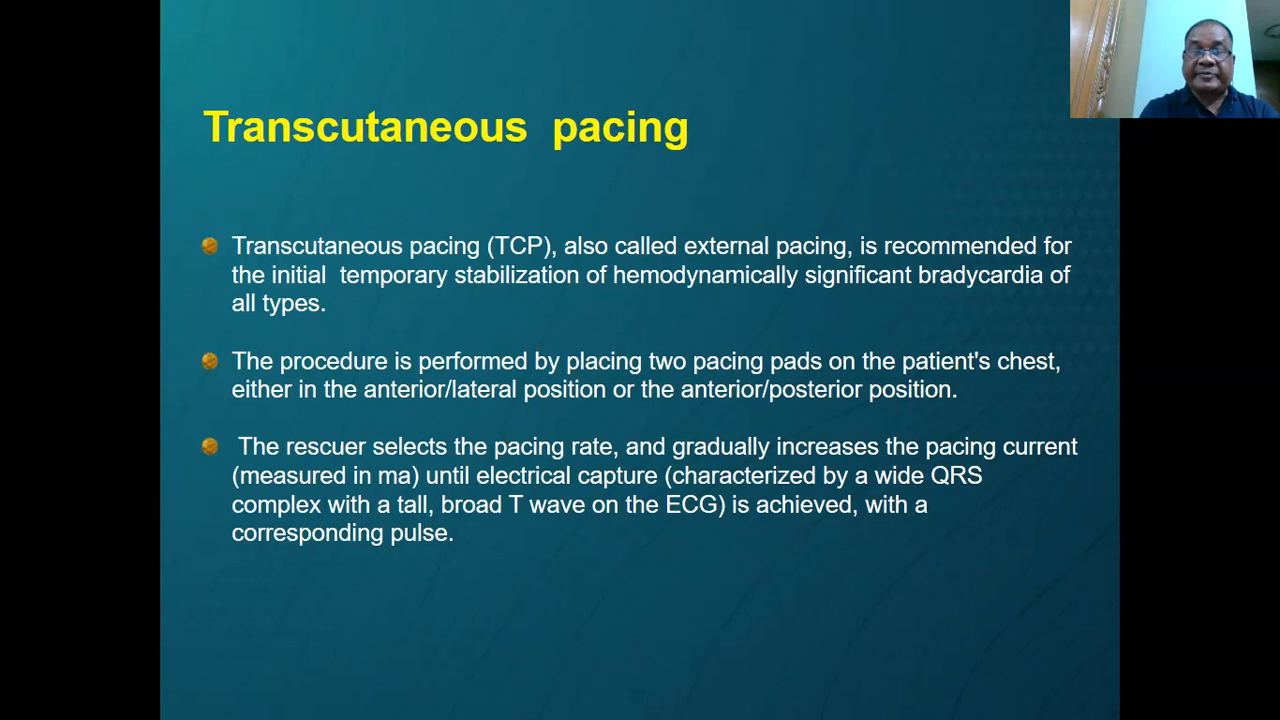 Transcutaneous pacing
Transcutaneous pacing (TCP), also called external pacing, is recommended for
the initial temporary stabilization of hemodynamically significant bradycardia of
all types.
The procedure is performed by placing two pacing pads on the patient's chest,
either in the anterior/lateral position or the anterior/posterior position.
The rescuer selects the pacing rate, and gradually increases the pacing current
(measured in ma) until electrical capture (characterized by a wide QRS
complex with a tall, broad T wave on the ECG) is achieved, with a
corresponding pulse.